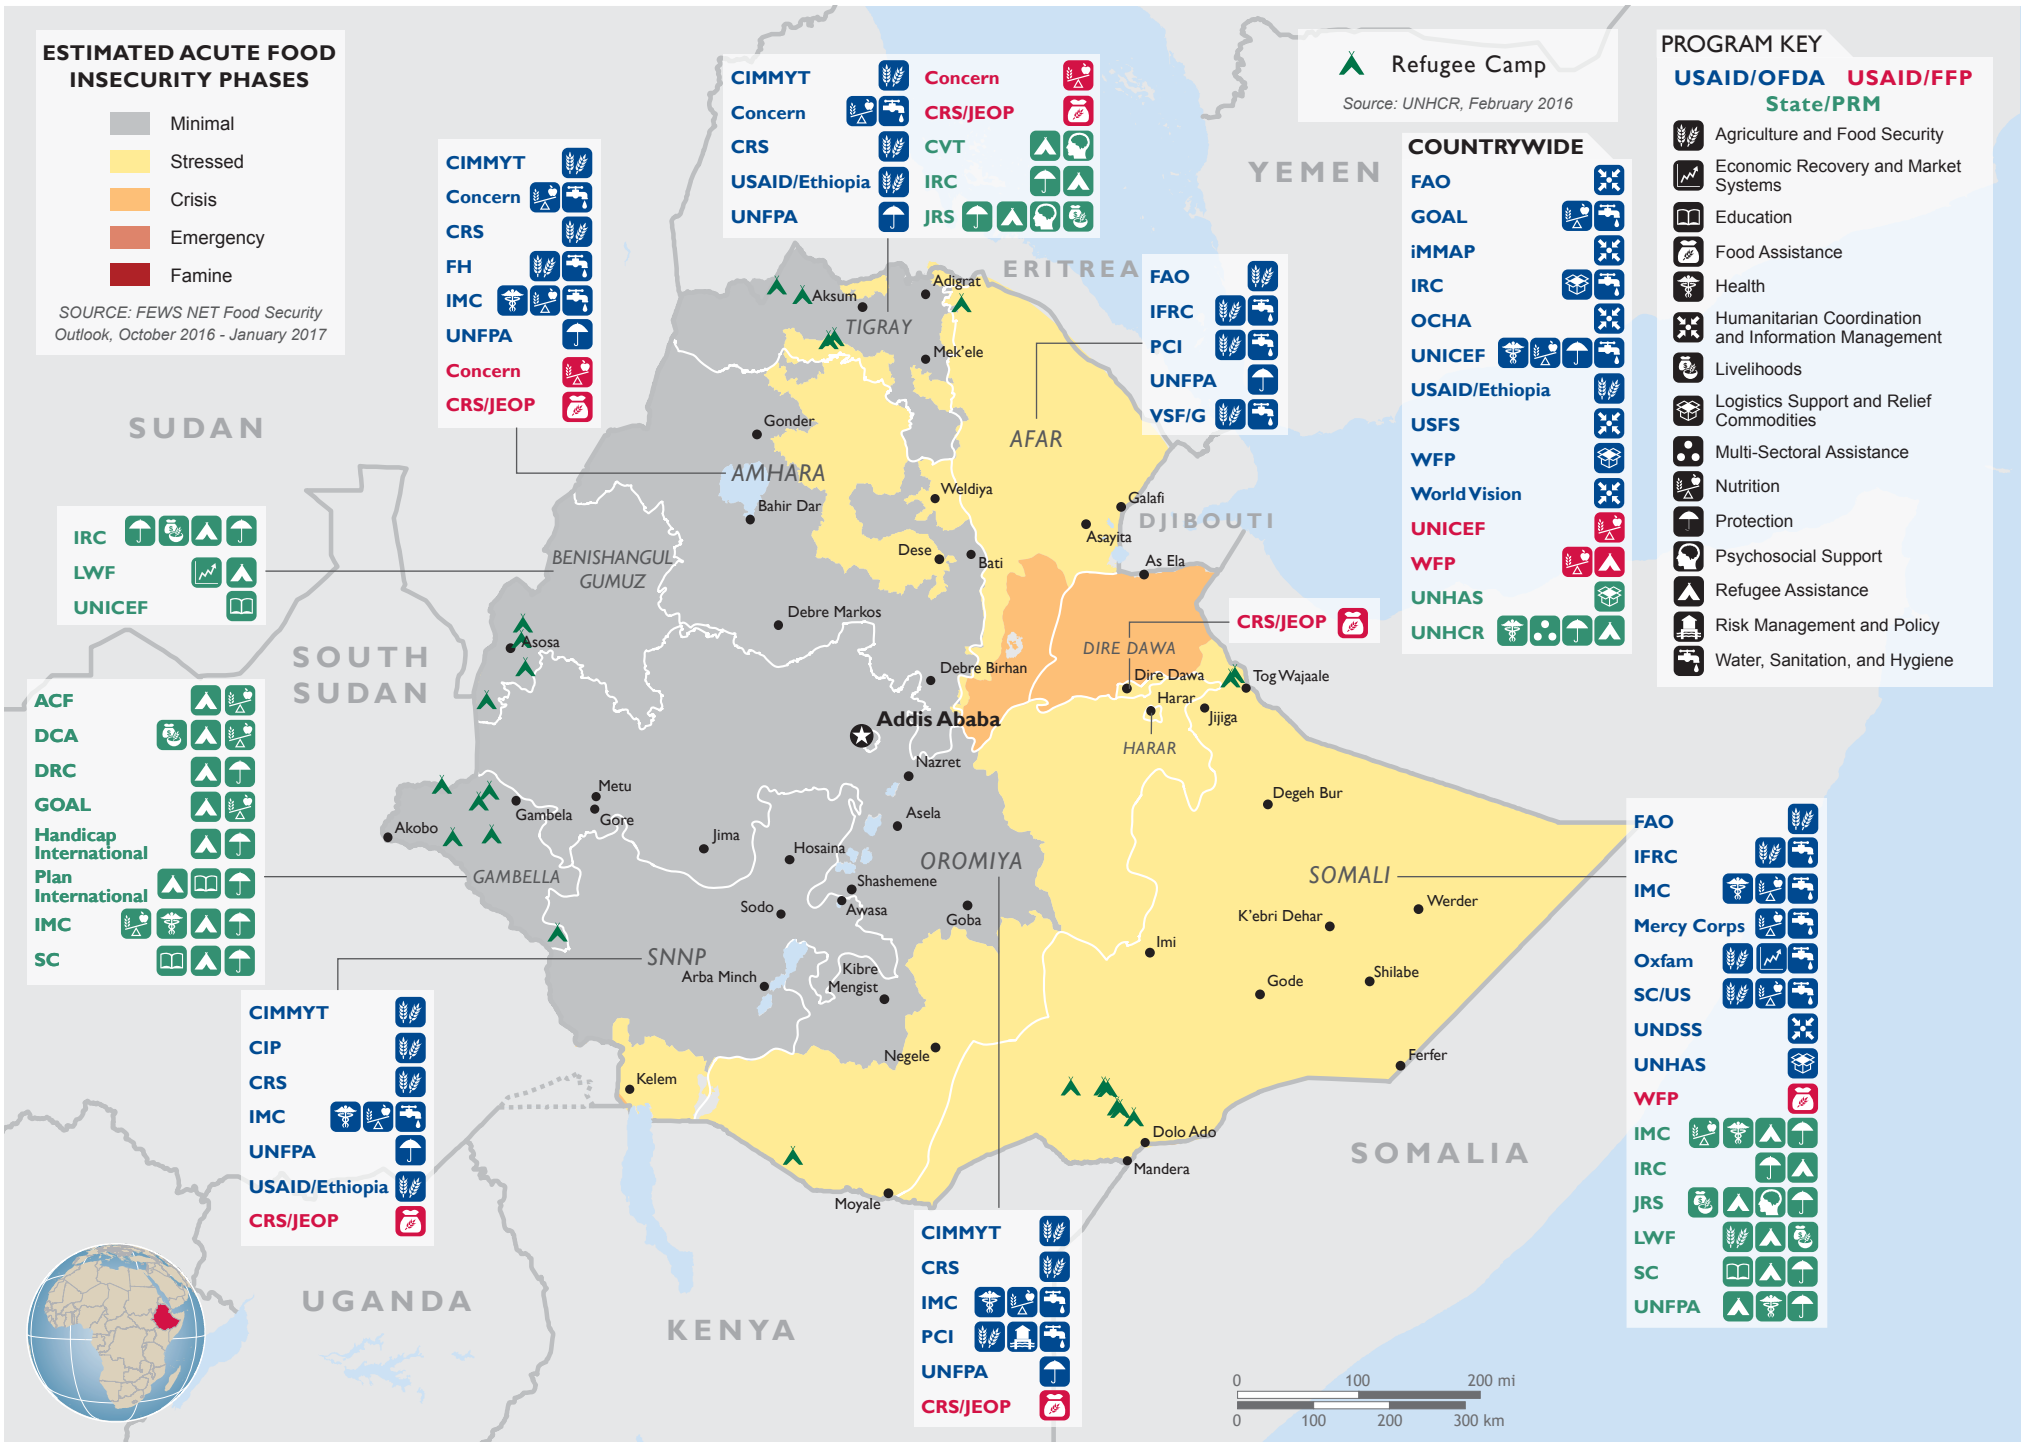 ESTIMATED ACUTE FOOD
INSECURITY PHASES
Minimal
Stressed
Crisis
Emergency
Famine
SOURCE: FEWS NET Food Security
Outlook, October 2016 - January 2017
CIMMYT
Concern
CRS
FH
IMC
UNFPA
Concern
CRS/JEOP
CIMMYT
Concern
CRS
USAID/Ethiopia
UNFPA
Concern
CRS/JEOP
CVT
IRC
JRS
Refugee Camp
Source: UNHCR, February 2016
PROGRAM KEY
USAID/OFDA USAID/FFP
State/PRM
Agriculture and Food Security
Economic Recovery and Market
Systems
Education
Food Assistance
Health
Humanitarian Coordination
and Information Management
Livelihoods
Logistics Support and Relief
Commodities
Multi-Sectoral Assistance
Nutrition
Protection
Psychosocial Support
Refugee Assistance
Risk Management and Policy
Water, Sanitation, and Hygiene
COUNTRYWIDE
FAO
GOAL
iMMAP
IRC
OCHA
UNICEF
USAID/Ethiopia
USFS
WFP
World Vision
UNICEF
WFP
UNHAS
UNHCR
FAO
IFRC
PCI
UNFPA
VSF/G
CRS/JEOP
IRC
LWF
UNICEF
ACF
DCA
DRC
GOAL
Handicap
International
Plan
International
IMC
SC
CIMMYT
CIP
CRS
IMC
UNFPA
USAID/Ethiopia
CRS/JEOP
CIMMYT
CRS
IMC
PCI
UNFPA
CRS/JEOP
FAO
IFRC
IMC
Mercy Corps
Oxfam
SC/US
UNDSS
UNHAS
WFP
IMC
IRC
JRS
LWF
SC
UNFPA
YEMEN
ERITREA
SUDAN
DJIBOUTI
SOUTH
SUDAN
SOMALIA
UGANDA
KENYA
TIGRAY
AFAR
AMHARA
BENISHANGUL
GUMUZ
DIRE DAWA
HARAR
OROMIYA
SOMALI
GAMBELLA
SNNP
Adigrat
Aksum
Mek'ele
Gonder
Weldiya
Galafi
Bahir Dar
Asayita
Dese
Bati
As Ela
Debre Markos
Asosa
Debre Birhan
Dire Dawa
Tog Wajaale
Harar
Jijiga
Addis Ababa
Nazret
Metu
Gore
Gambela
Degeh Bur
Akobo
Jima
Asela
Hosaina
Shashemene
Awasa
Sodo
Goba
K'ebri Dehar
Werder
Imi
Arba Minch
Kibre
Mengist
Gode
Shilabe
Negele
Ferfer
Kelem
Dolo Ado
Mandera
Moyale
0 100 200 mi
0 100 200 300 km